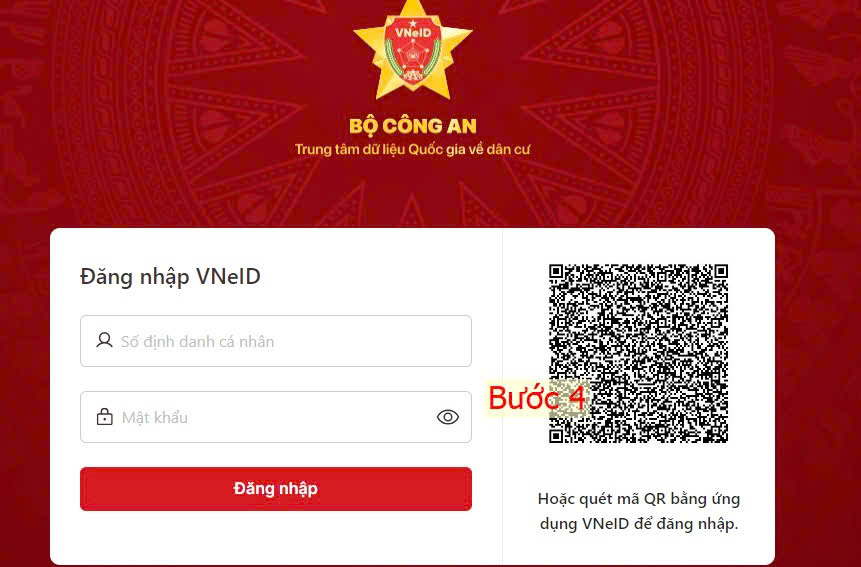 VNeID
BỘ CÔNG AN
Trung tâm dữ liệu Quốc gia về dân cư
Đăng nhập VNeID
Số định danh cá nhân
Mật khẩu
Bước 4
Đăng nhập
Hoặc quét mã QR bằng ứng
dụng VNeID để đăng nhập.